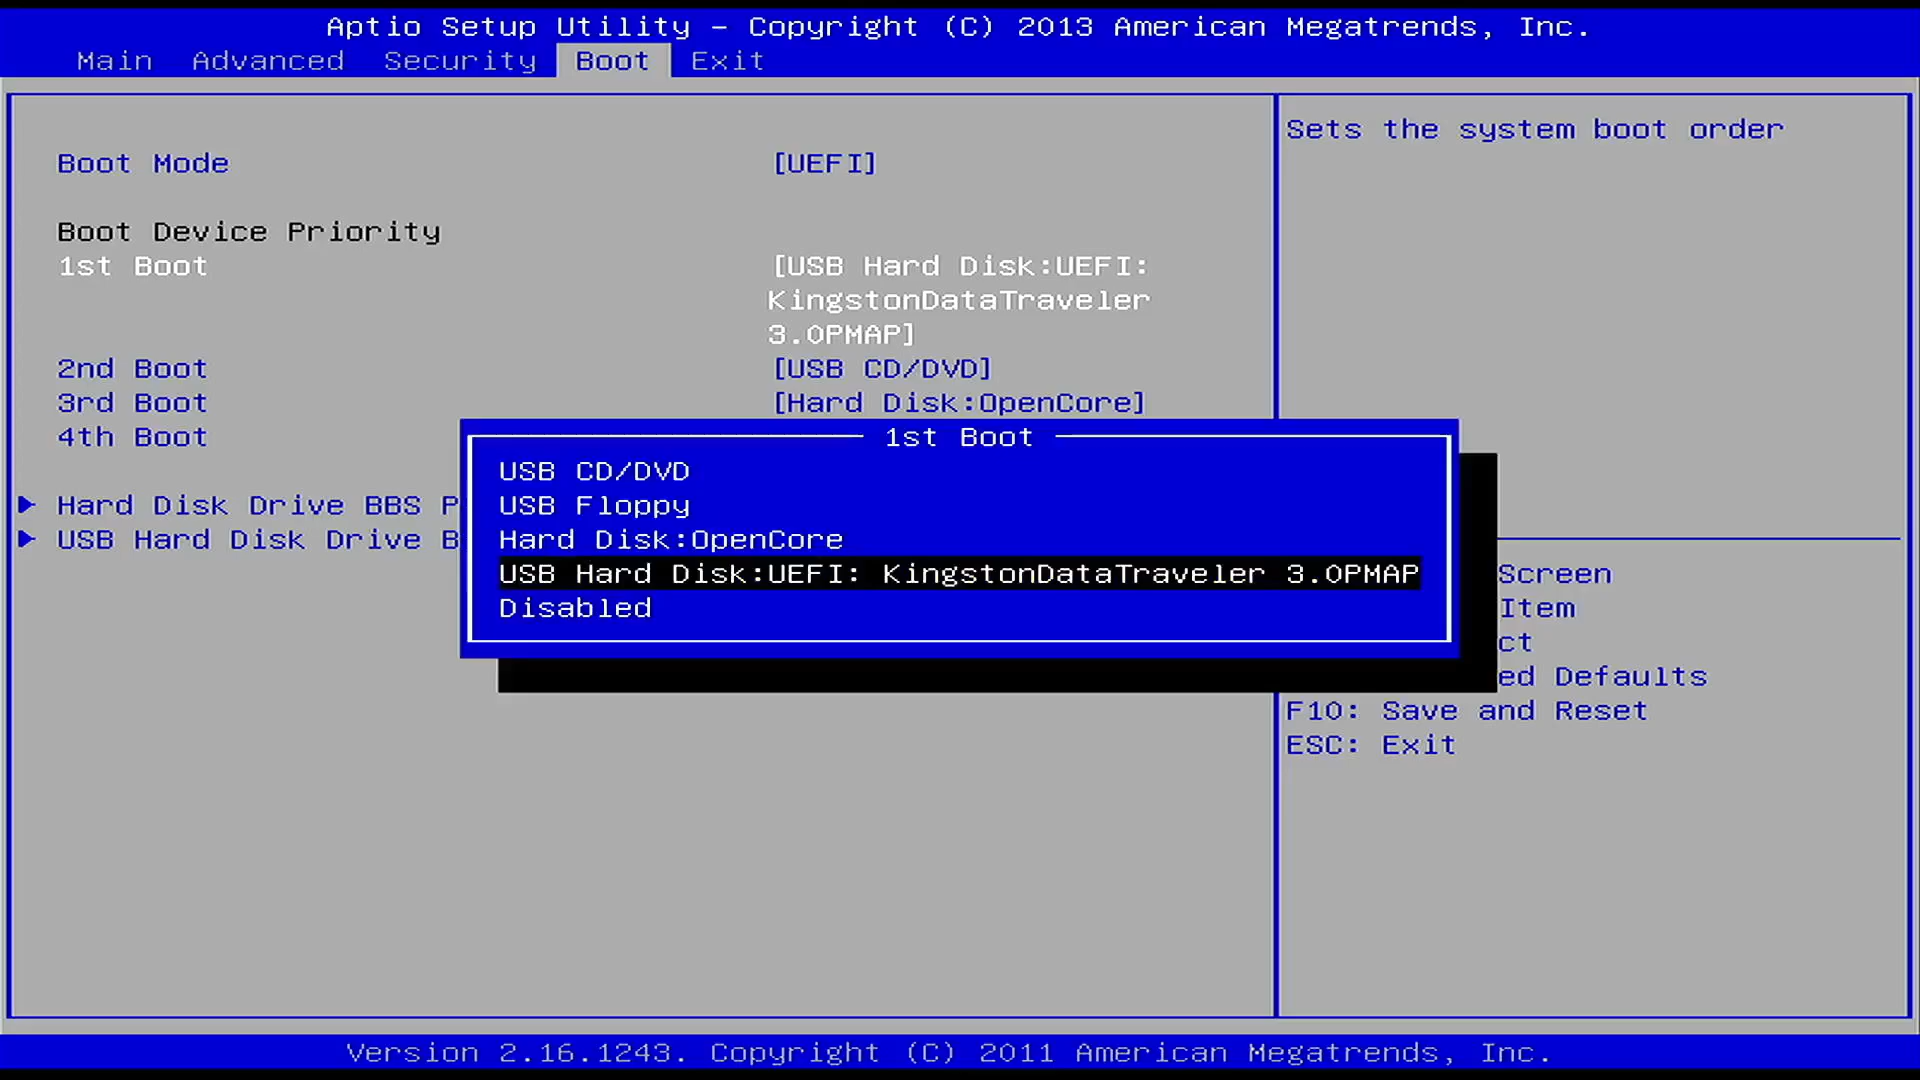 Aptio Setup Utility – Copyright (C) 2013 American Megatrends, Inc.
Main Advanced Security Boot Exit
Sets the system boot order
Boot Mode [UEFI]
Boot Device Priority
1st Boot [USB Hard Disk:UEFI:
KingstonDataTraveler
3.0PMAP]
2nd Boot [USB CD/DVD]
3rd Boot [Hard Disk:OpenCore]
4th Boot
Hard Disk Drive BBS P
USB Hard Disk Drive B
1st Boot
USB CD/DVD
USB Floppy
Hard Disk:OpenCore
USB Hard Disk:UEFI: KingstonDataTraveler 3.0PMAP
Disabled
Screen
Item
ct
ed Defaults
F10: Save and Reset
ESC: Exit
Version 2.16.1243. Copyright (C) 2011 American Megatrends, Inc.